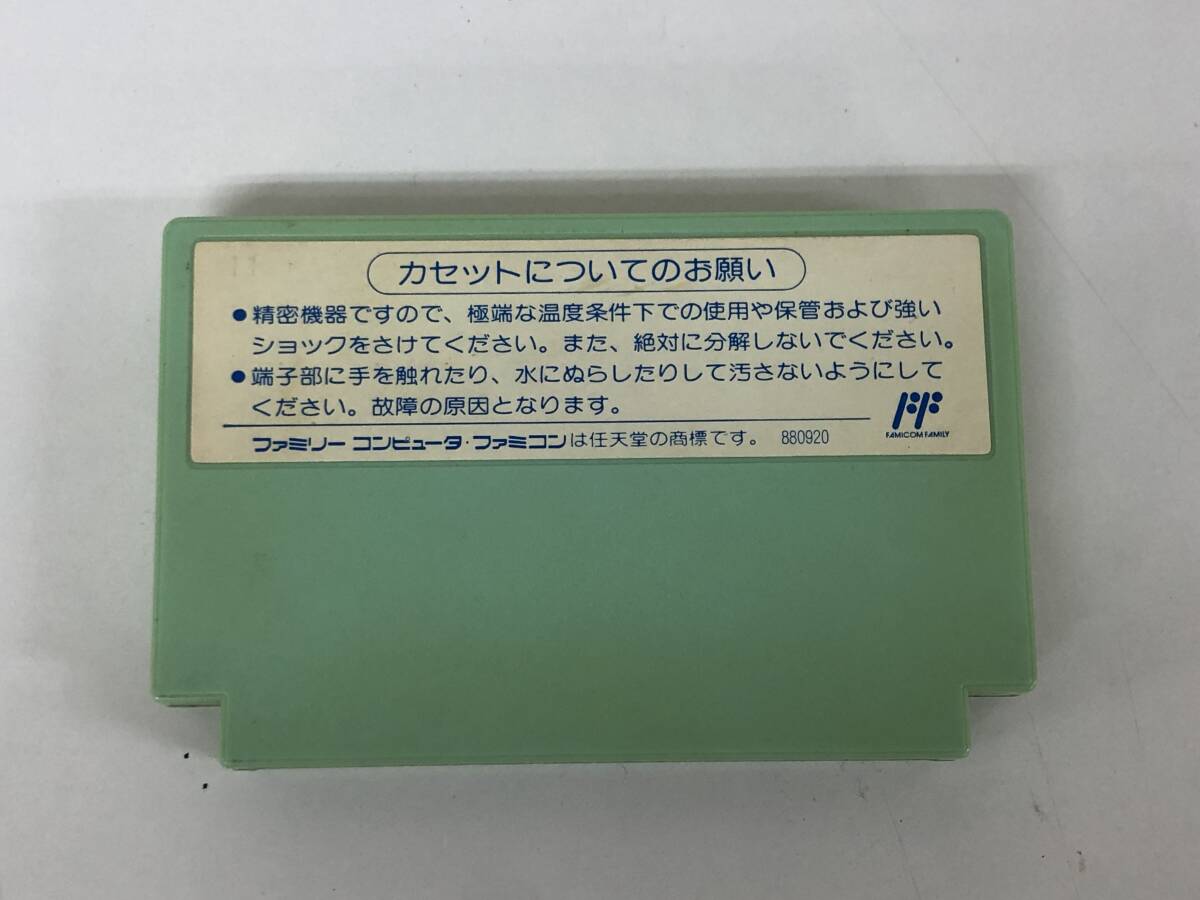 カセットについてのお願い
●精密機器ですので、極端な温度条件下での使用や保管および強い
ショックをさけてください。また、絶対に分解しないでください。
●端子部に手を触れたり、水にぬらしたりして汚さないようにして
ください。故障の原因となります。
FAMICOM FAMILY
ファミリー コンピュータ・ファミコンは任天堂の商標です。 880920